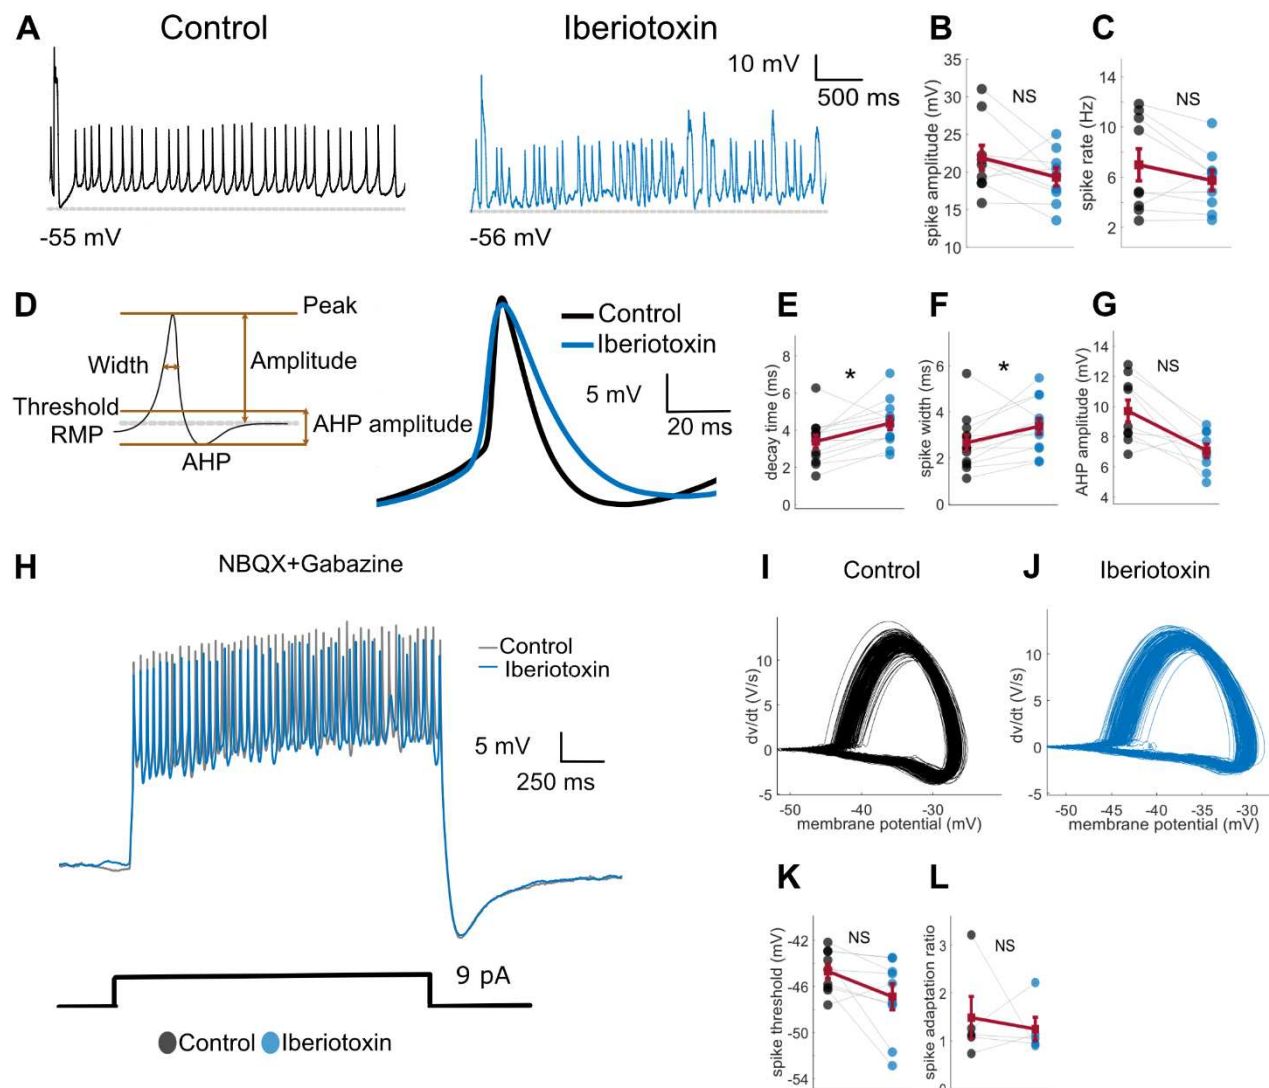 A
Control
Iberiotoxin
10 mV
500 ms
-55 mV
-56 mV
B
35
30
25
20
15
10
spike amplitude (mV)
NS
C
14
10
6
2
spike rate (Hz)
NS
D
Peak
Width
Amplitude
Threshold
RMP
AHP amplitude
AHP
Control
Iberiotoxin
5 mV
20 ms
E
8
6
4
2
0
decay time (ms)
*
F
6
4
2
0
spike width (ms)
*
G
14
12
10
8
6
4
AHP amplitude (mV)
NS
H
NBQX+Gabazine
Control
Iberiotoxin
5 mV
250 ms
9 pA
Control
Iberiotoxin
I
Control
10
5
0
-5
dv/dt (V/s)
-50
-40
-30
membrane potential (mV)
J
Iberiotoxin
10
5
0
-5
dv/dt (V/s)
-50
-45
-40
-35
-30
membrane potential (mV)
K
-42
-46
-50
-54
spike threshold (mV)
NS
L
3
2
1
0
spike adaptation ratio
NS